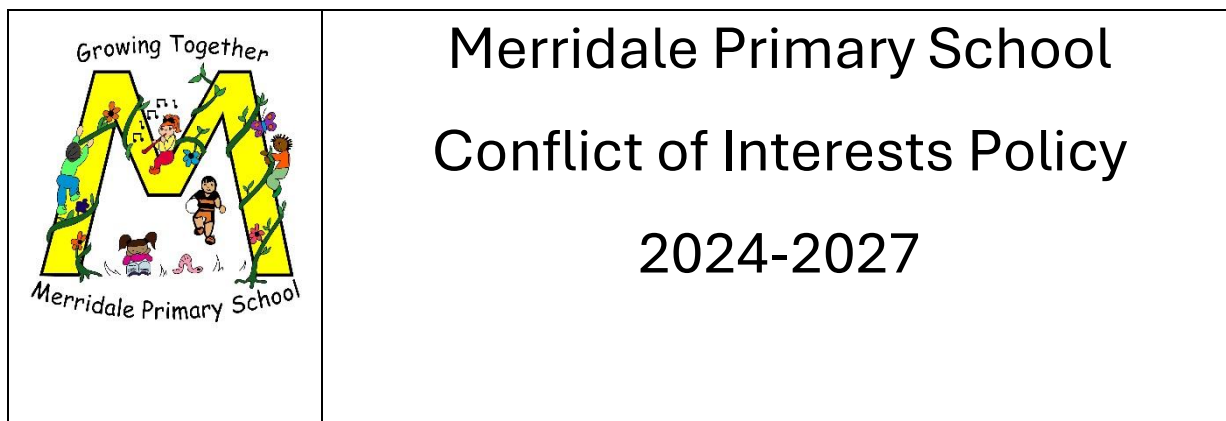 Growing Together
Merridale Primary School
Merridale Primary School
Conflict of Interests Policy
2024-2027